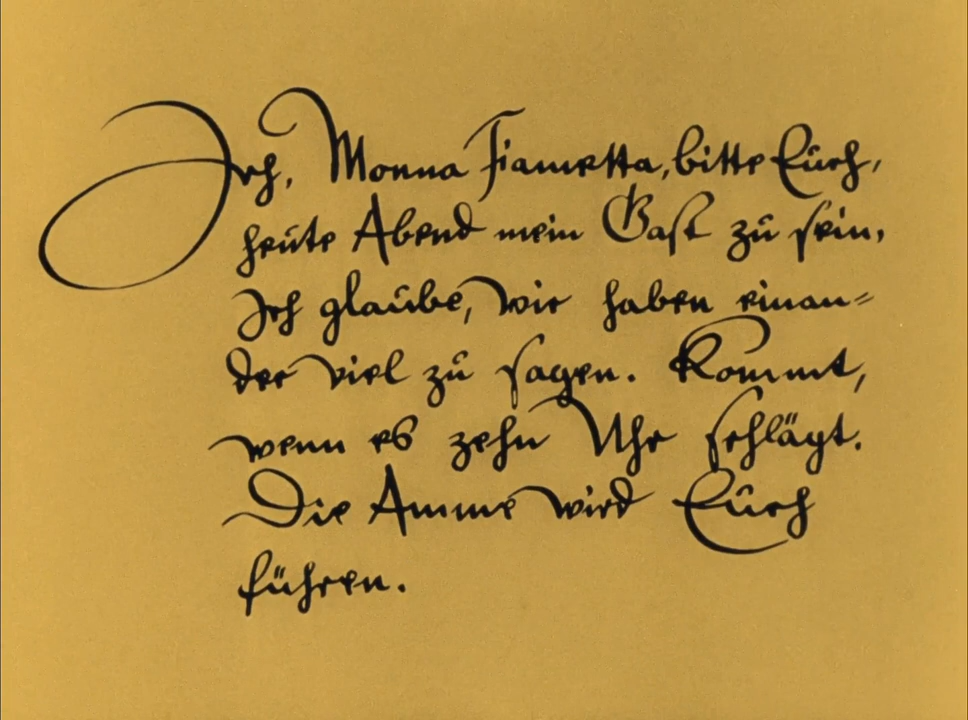 Ich, Monna Fiametta, bitte Euch,
heute Abend mein Gast zu sein,
Ich glaube, wir haben einan=
der viel zu sagen. Kommt,
wenn es zehn Uhr schlägt.
Die Amme wird Euch
führen.